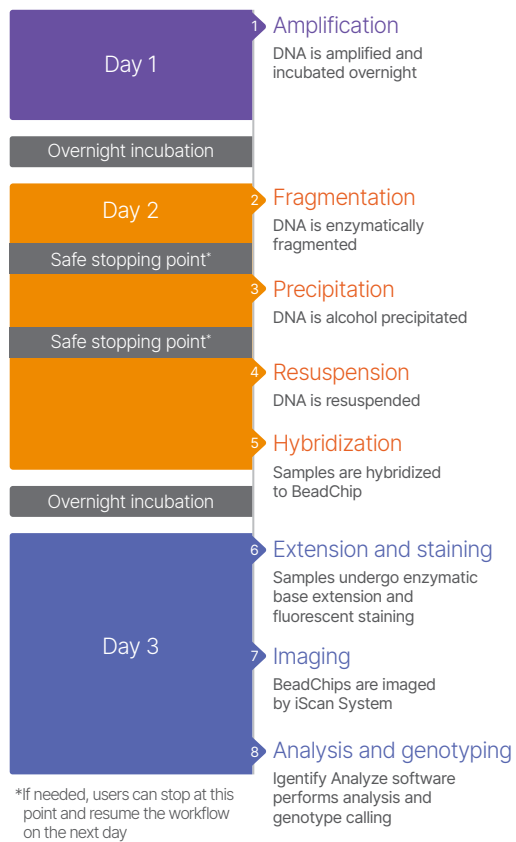 Day 1
1 Amplification
DNA is amplified and
incubated overnight
Overnight incubation
Day 2
2 Fragmentation
DNA is enzymatically
fragmented
Safe stopping point*
3 Precipitation
DNA is alcohol precipitated
Safe stopping point*
4 Resuspension
DNA is resuspended
5 Hybridization
Samples are hybridized
to BeadChip
Overnight incubation
Day 3
6 Extension and staining
Samples undergo enzymatic
base extension and
fluorescent staining
7 Imaging
BeadChips are imaged
by iScan System
8 Analysis and genotyping
Igentify Analyze software
performs analysis and
genotype calling
*If needed, users can stop at this
point and resume the workflow
on the next day